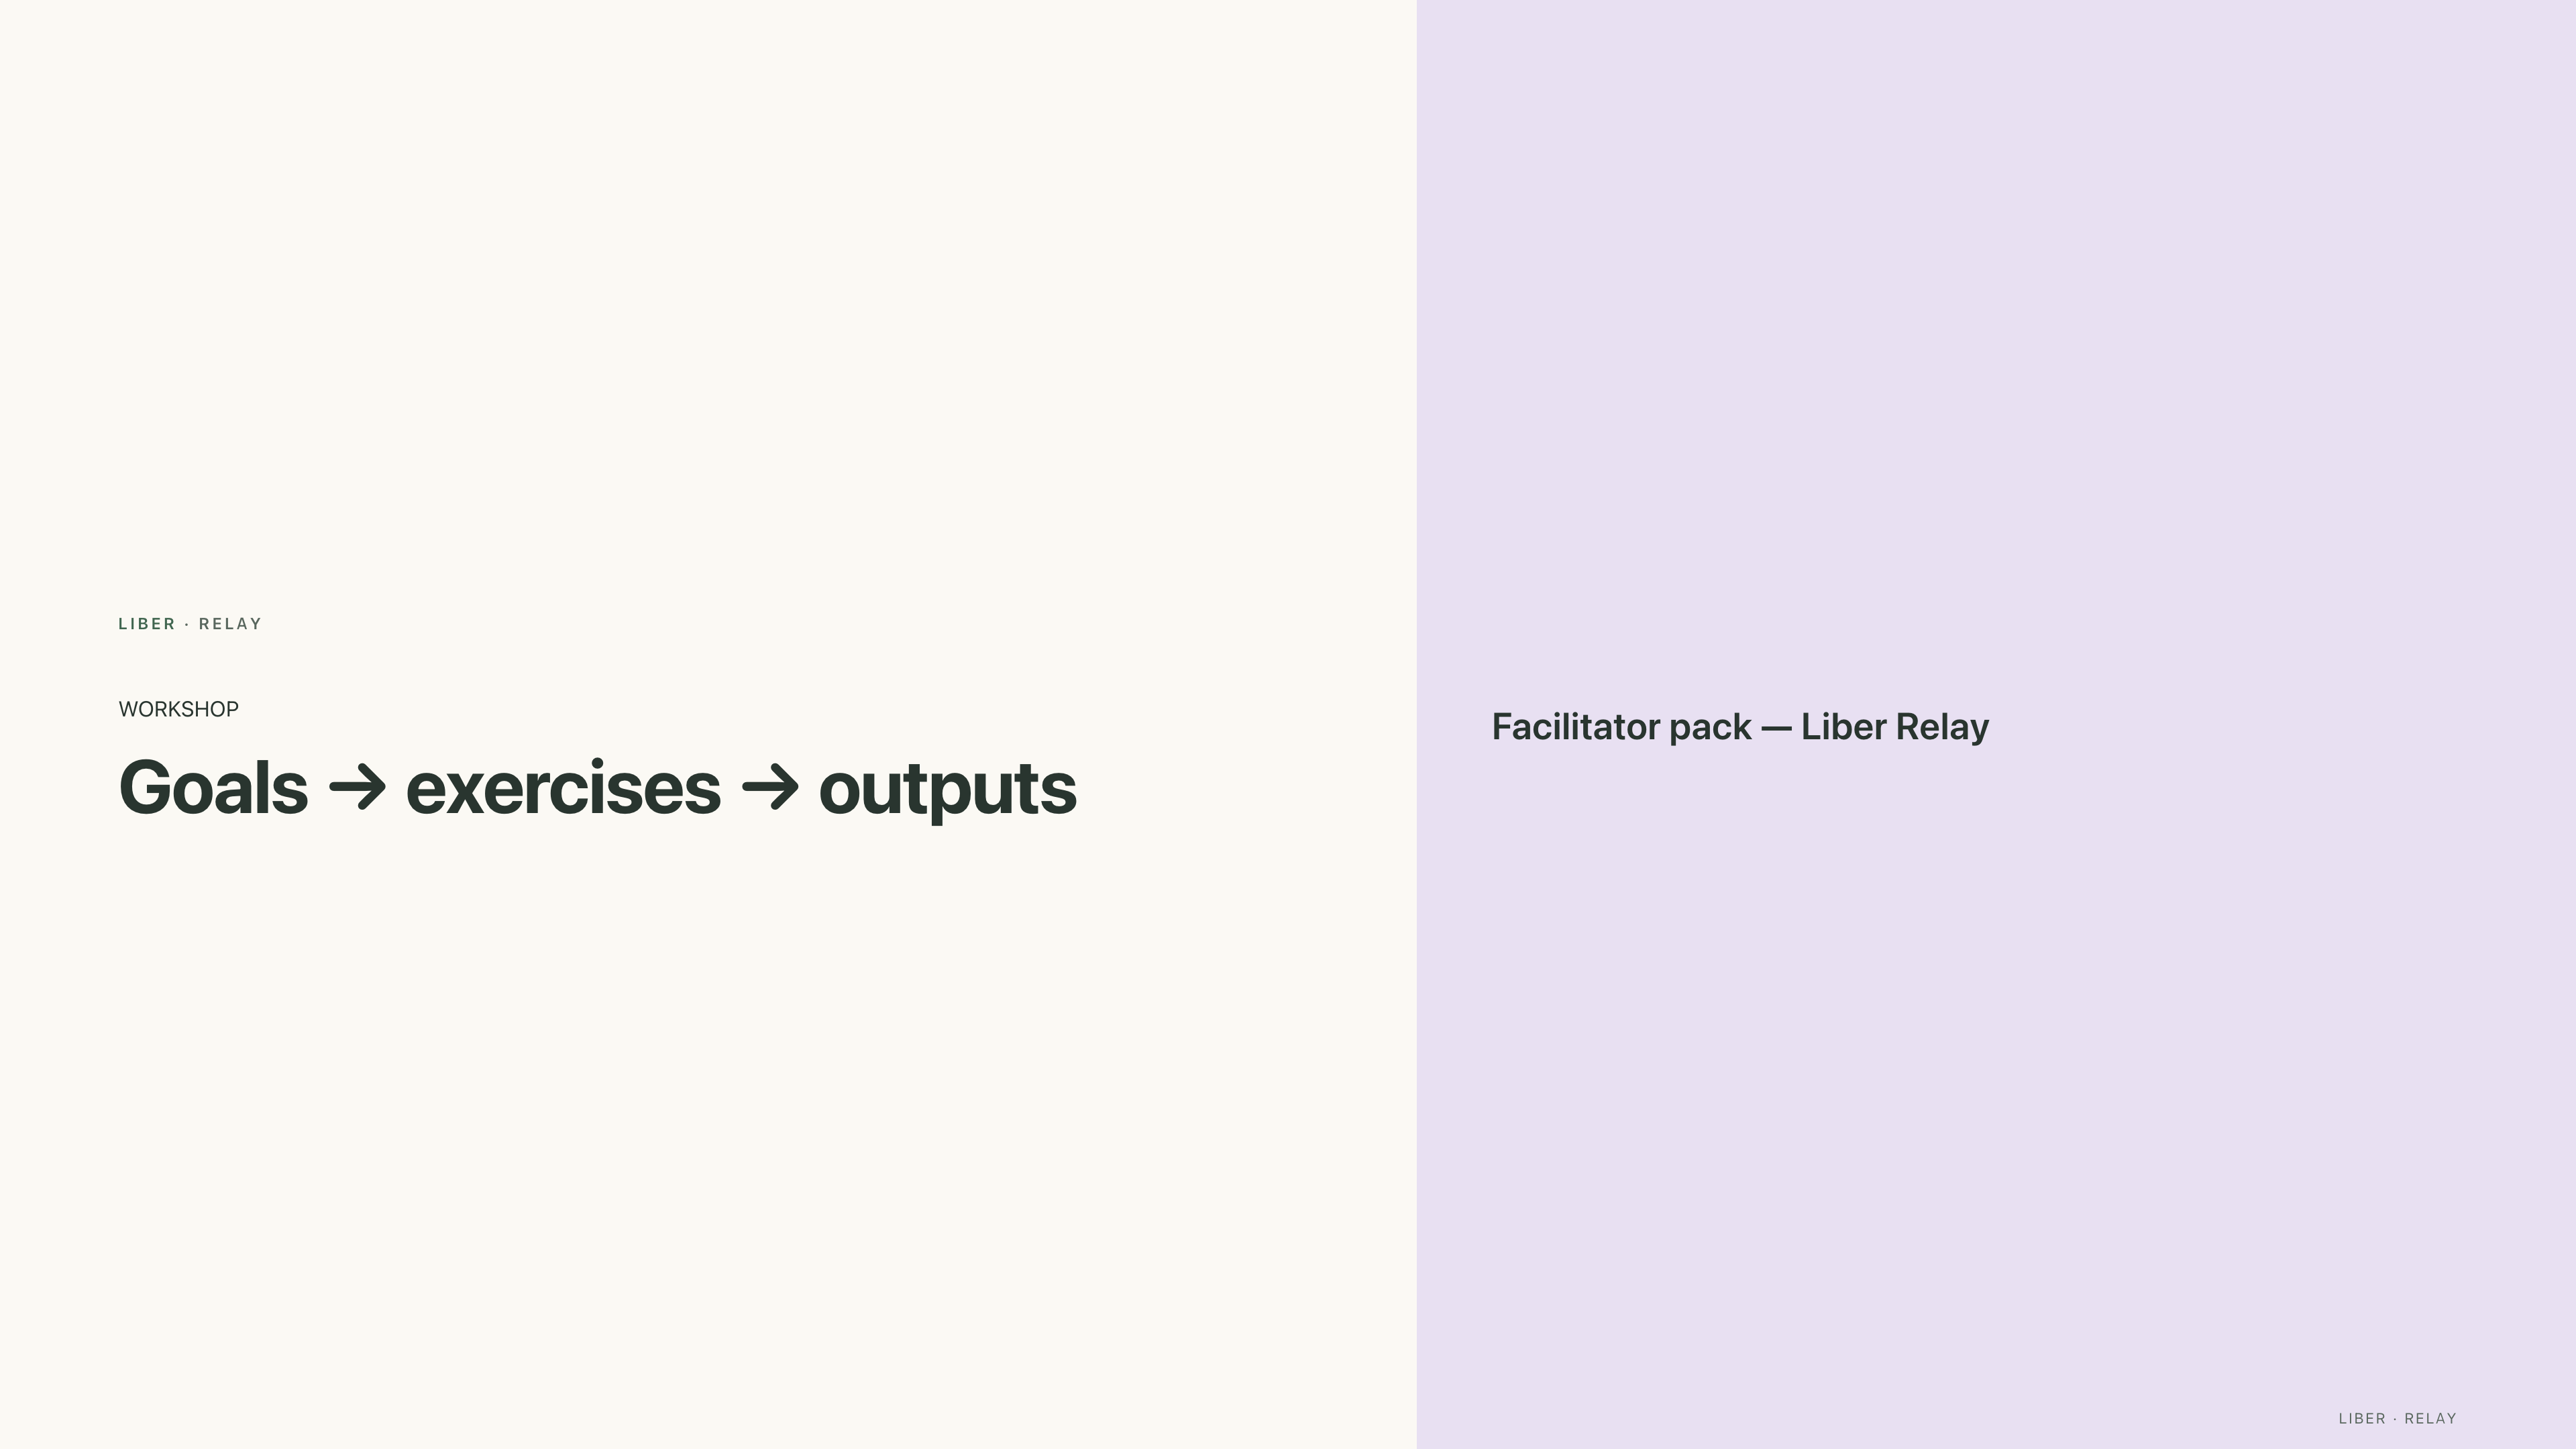 LIBER · RELAY
WORKSHOP
Goals → exercises → outputs
Facilitator pack — Liber Relay
LIBER · RELAY